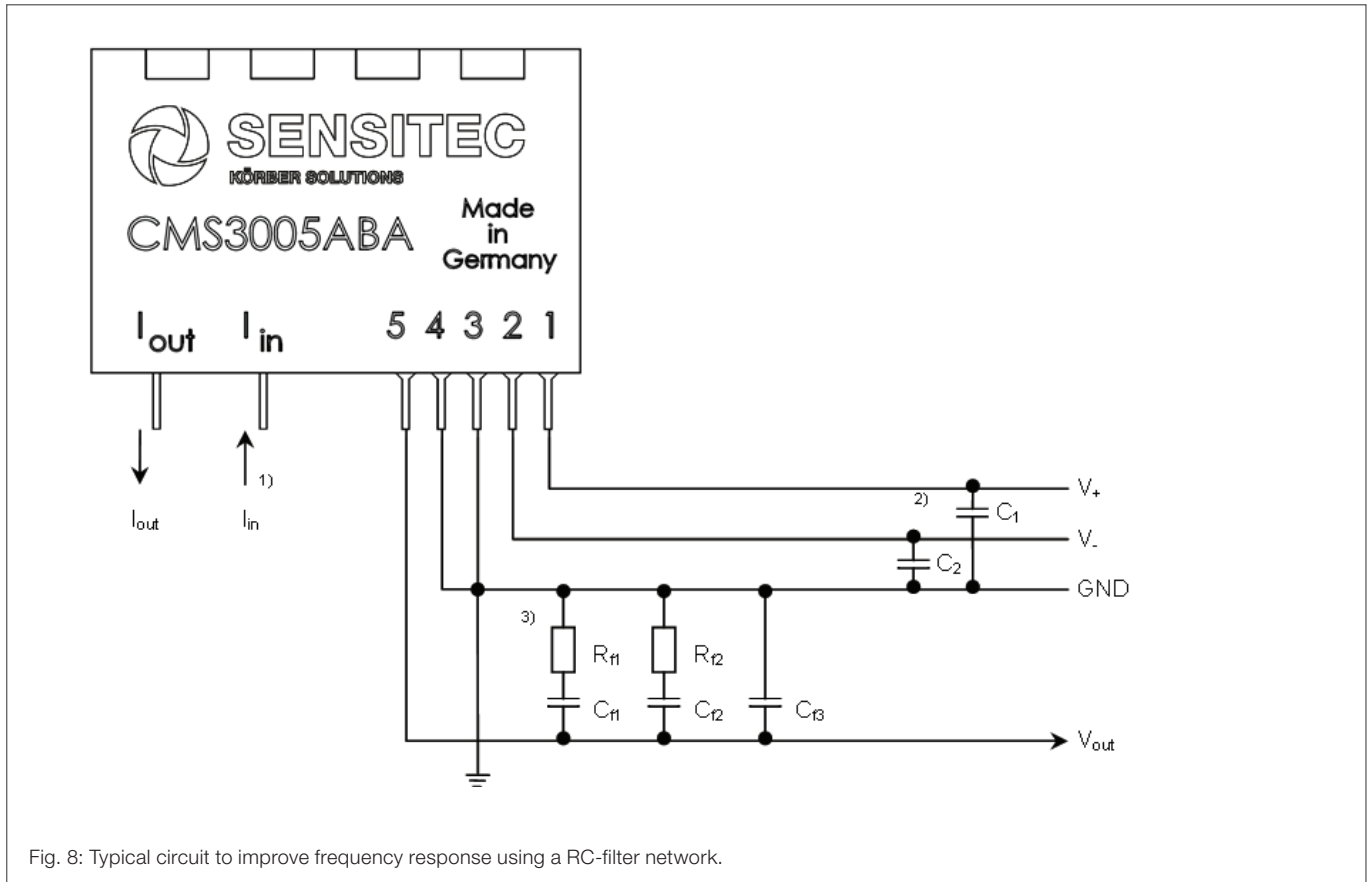 SENSITEC
KÖRBER SOLUTIONS
CMS3005ABA
Made
in
Germany
Iout Iin 5 4 3 2 1
1)
Iout Iin
V+
2) C1
V-
C2
GND
3)
Rf1 Rf2
Cf1 Cf2 Cf3
Vout
Fig. 8: Typical circuit to improve frequency response using a RC-filter network.